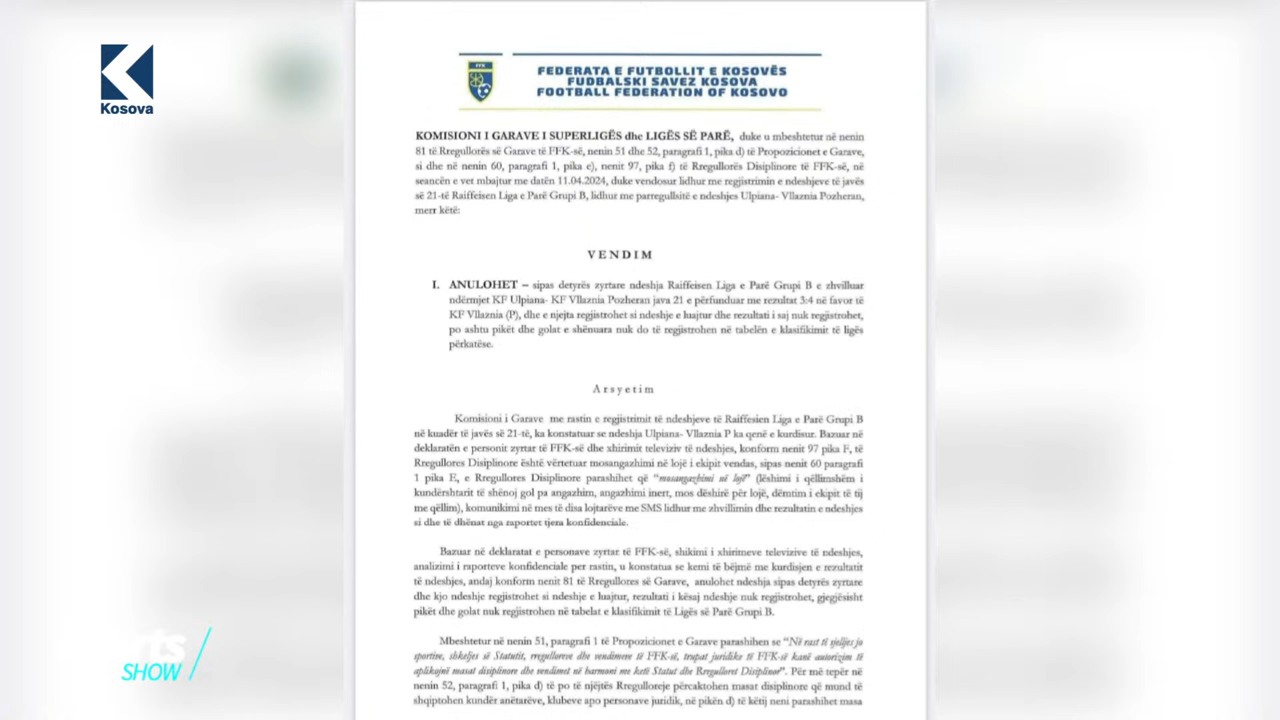 Kosova
FFK
FEDERATA E FUTBOLLIT E KOSOVËS
FUDBALSKI SAVEZ KOSOVA
FOOTBALL FEDERATION OF KOSOVO
KOMISIONI I GARAVE I SUPERLIGËS dhe LIGËS SË PARË, duke u mbeshtetur në nenin
81 të Rregullorës së Garave të FFK-së, nenin 51 dhe 52, paragrafi 1, pika d) të Propozicionet e Garave,
si dhe në nenin 60, paragrafi 1, pika e), nenit 97, pika f) të Rregullorës Disiplinore të FFK-së, në
seancën e vet mbajtur me datën 11.04.2024, duke vendosur lidhur me regjistrimin e ndeshjeve të javës
së 21-të Raiffeisen Liga e Parë Grupi B, lidhur me parregullsitë e ndeshjes Ulpiana- Vllaznia Pozheran,
merr këtë:
VENDIM
I. ANULOHET – sipas detyrës zyrtare ndeshja Raiffeisen Liga e Parë Grupi B e zhvilluar
ndërmjet KF Ulpiana- KF Vllaznia Pozheran java 21 e përfunduar me rezultat 3:4 në favor të
KF Vllaznia (P), dhe e njejta regjistrohet si ndeshje e luajtur dhe rezultati i saj nuk regjistrohet,
po ashtu pikët dhe golat e shënuara nuk do të regjistrohen në tabelën e klasifikimit të ligës
përkatëse.
Arsyetim
Komisioni i Garave me rastin e regjistrimit të ndeshjeve të Raiffesien Liga e Parë Grupi B
në kuadër të javës së 21-të, ka konstatuar se ndeshja Ulpiana- Vllaznia P ka qenë e kurdisur. Bazuar në
deklaratën e personit zyrtar të FFK-së dhe xhirimit televiziv të ndeshjes, konform nenit 97 pika F, të
Rregullores Disiplinore është vërtetuar mosangazhimi në lojë i ekipit vendas, sipas nenit 60 paragrafi
1 pika E, e Rregullores Disiplinore parashihet që “mosangazhimi në lojë” (lëshimi i qëllimshëm i
kundërshtarit të shënoj gol pa angazhim, angazhimi inert, mos dëshirë për lojë, dëmtim i ekipit të tij
me qëllim), komunikimi në mes të disa lojtarëve me SMS lidhur me zhvillimin dhe rezultatin e ndeshjes
si dhe të dhënat nga raportet tjera konfidenciale.
Bazuar në deklaratat e personave zyrtar të FFK-së, shikimi i xhirimeve televizive të ndeshjes,
analizimi i raporteve konfidenciale për rastin, u konstatua se kemi të bëjmë me kurdisjen e rezultatit
të ndeshjes, andaj konform nenit 81 të Rregullores së Garave, anulohet ndeshja sipas detyrës zyrtare
dhe kjo ndeshje regjistrohet si ndeshje e luajtur, rezultati i kësaj ndeshje nuk regjistrohet, gjegjësisht
pikët dhe golat nuk regjistrohen në tabelat e klasifikimit të Ligës së Parë Grupi B.
Mbeshtetur në nenin 51, paragrafi 1 të Propozicionet e Garave parashihen se “Në rast të sjelljes jo
sportive, shkeljes së Statutit, rregulloreve dhe vendimeve të FFK-së, trupat juridike të FFK-së kanë autorizim të
aplikojnë masat disiplinore dhe vendimet në harmoni me ketë Statut dhe Rregulloret Disiplinor”. Për më tepër në
nenin 52, paragrafi 1, pika d) të po të njëjtës Rregulloreje përcaktohen masat disiplinore që mund të
shqiptohen kundër anëtarëve, klubeve apo personave juridik, në pikën d) të këtij neni parashihet masa
SHOW